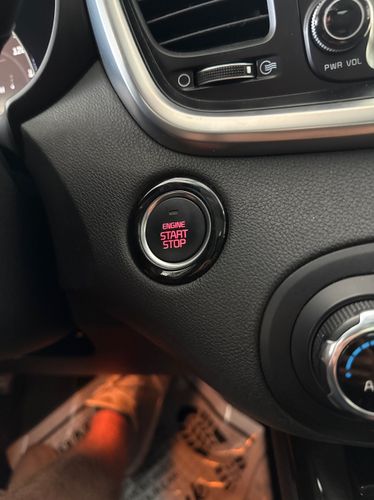 PWR VOL
ENGINE
START
STOP